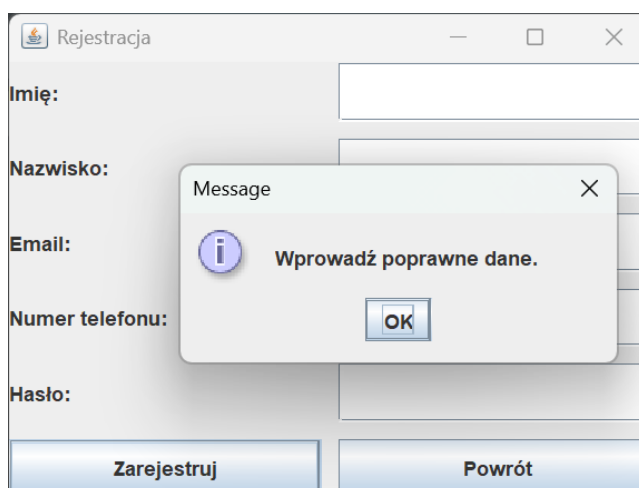 Rejestracja
Imię:
Nazwisko:
Message
Email:
Wprowadź poprawne dane.
OK
Numer telefonu:
Hasło:
Zarejestruj
Powrót